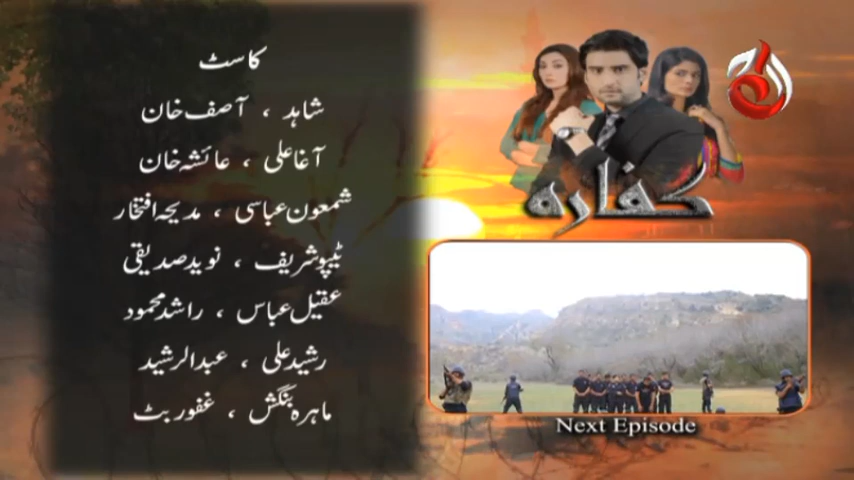 کاسٹ
شاہد ، آصف خان
آغا علی ، عائشہ خان
شمعون عباسی ، مدیحہ افتخار
ٹیپو شریف ، نوید صدیقی
عقیل عباس ، راشد محمود
رشید علی ، عبدالرشید
ماہرہ بنگش ، غفور بٹ
کفارہ
Next Episode